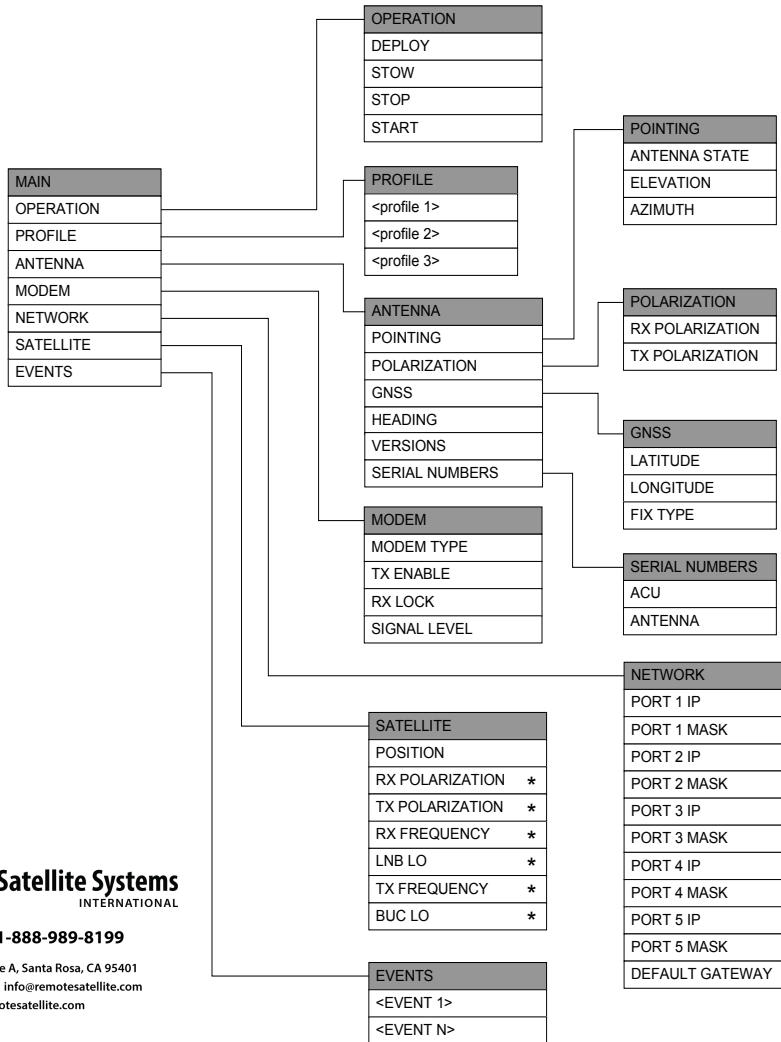 OPERATION
DEPLOY
STOW
STOP
START
MAIN
OPERATION
PROFILE
ANTENNA
MODEM
NETWORK
SATELLITE
EVENTS
PROFILE
<profile 1>
<profile 2>
<profile 3>
ANTENNA
POINTING
POLARIZATION
GNSS
HEADING
VERSIONS
SERIAL NUMBERS
POINTING
ANTENNA STATE
ELEVATION
AZIMUTH
POLARIZATION
RX POLARIZATION
TX POLARIZATION
GNSS
LATITUDE
LONGITUDE
FIX TYPE
SERIAL NUMBERS
ACU
ANTENNA
MODEM
MODEM TYPE
TX ENABLE
RX LOCK
SIGNAL LEVEL
NETWORK
PORT 1 IP
PORT 1 MASK
PORT 2 IP
PORT 2 MASK
PORT 3 IP
PORT 3 MASK
PORT 4 IP
PORT 4 MASK
PORT 5 IP
PORT 5 MASK
DEFAULT GATEWAY
SATELLITE
POSITION
RX POLARIZATION *
TX POLARIZATION *
RX FREQUENCY *
LNB LO *
TX FREQUENCY *
BUC LO *
EVENTS
<EVENT 1>
<EVENT N>
Satellite Systems
INTERNATIONAL
1-888-989-8199
e A, Santa Rosa, CA 95401
info@remotesatellite.com
otesatellite.com